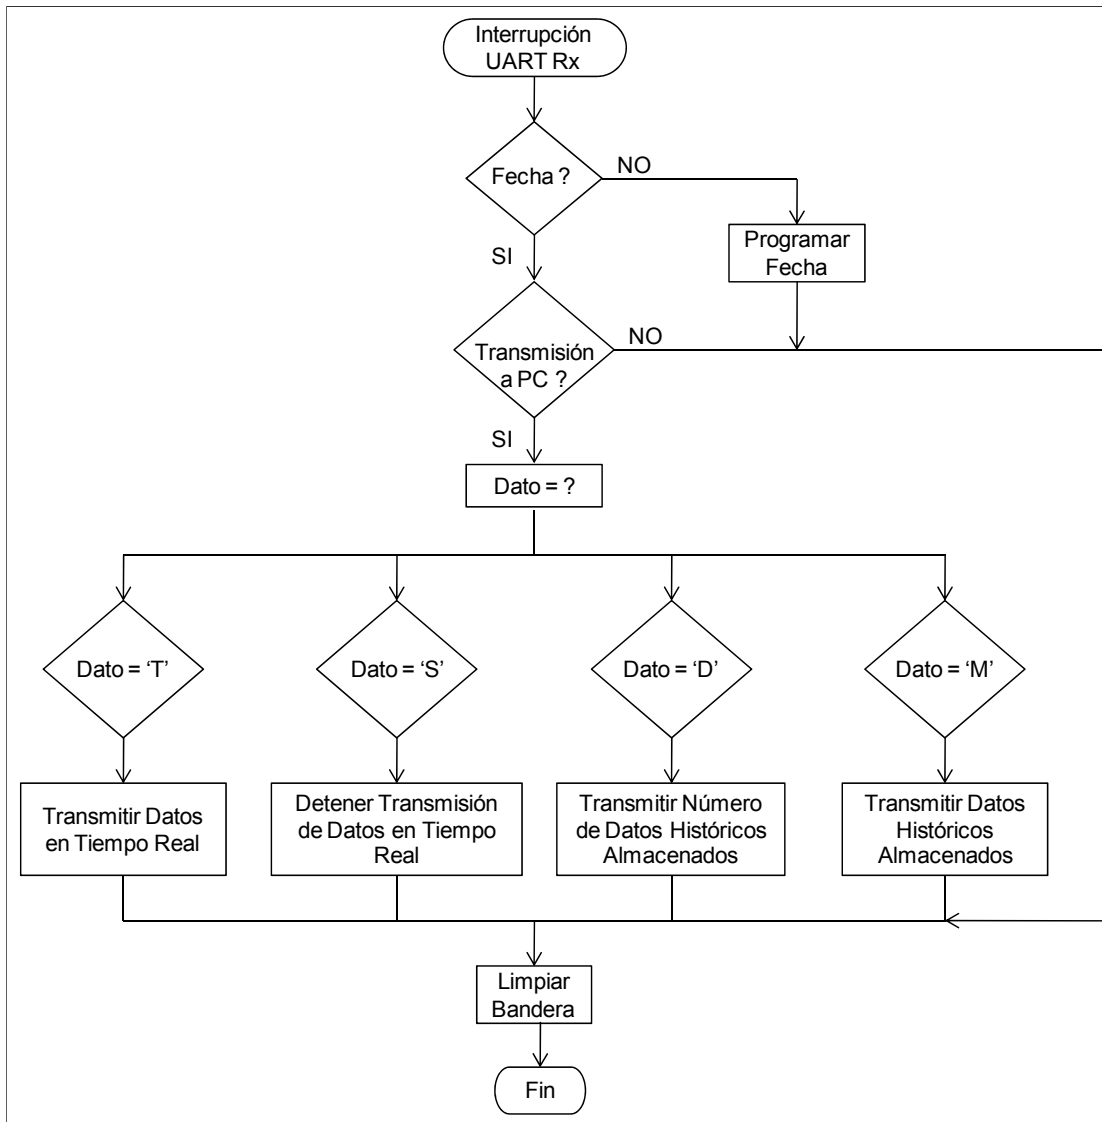 Interrupción
UART Rx
Fecha ?
NO
Programar
Fecha
SI
Transmisión
a PC ?
NO
SI
Dato = ?
Dato = ‘T’
Dato = ‘S’
Dato = ‘D’
Dato = ‘M’
Transmitir Datos
en Tiempo Real
Detener Transmisión
de Datos en Tiempo
Real
Transmitir Número
de Datos Históricos
Almacenados
Transmitir Datos
Históricos
Almacenados
Limpiar
Bandera
Fin